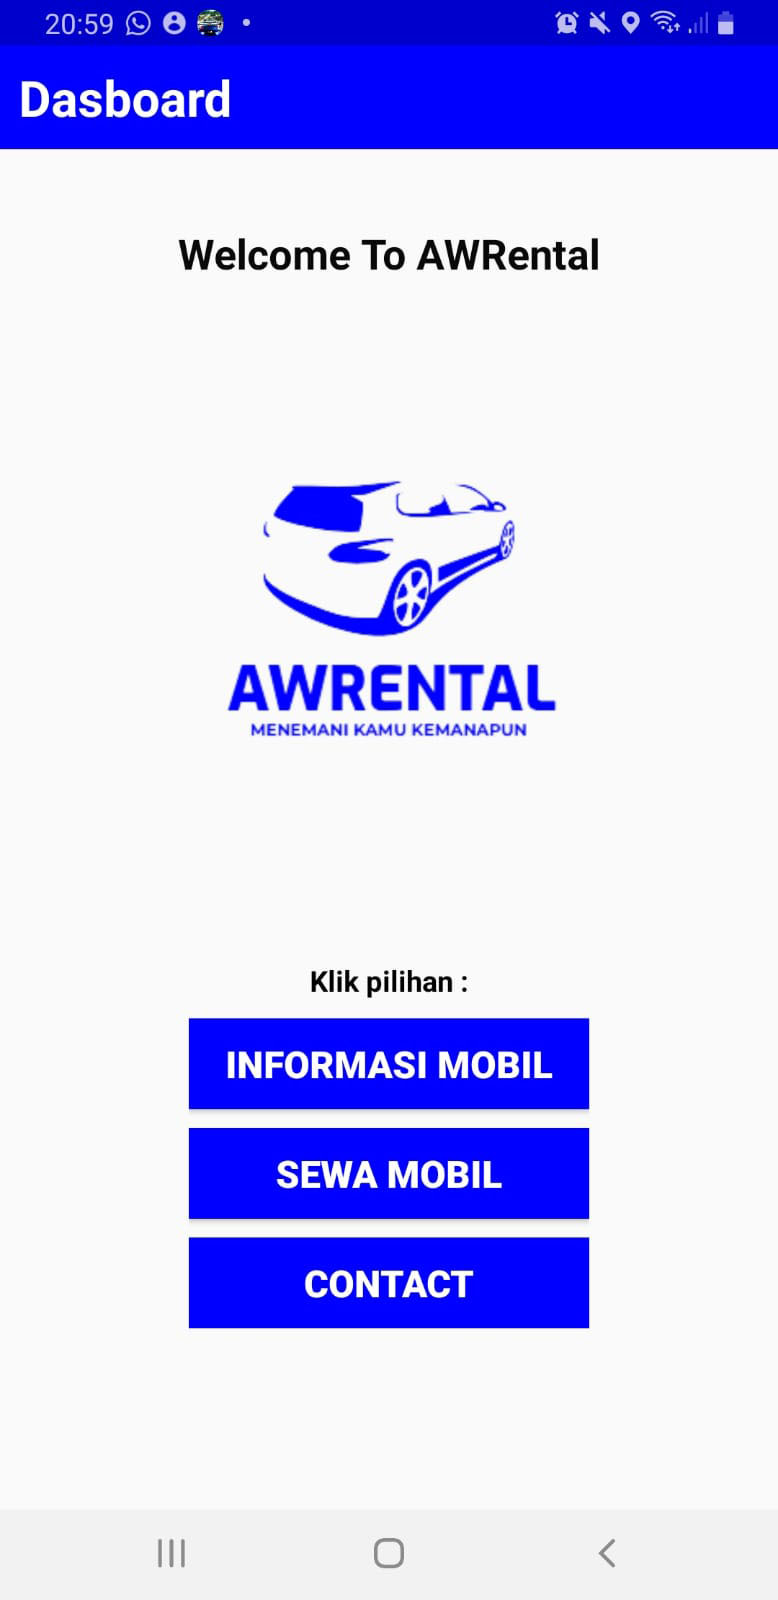 20:59
Dasboard
Welcome To AWRental
AWRENTAL
MENEMANI KAMU KEMANAPUN
Klik pilihan :
INFORMASI MOBIL
SEWA MOBIL
CONTACT